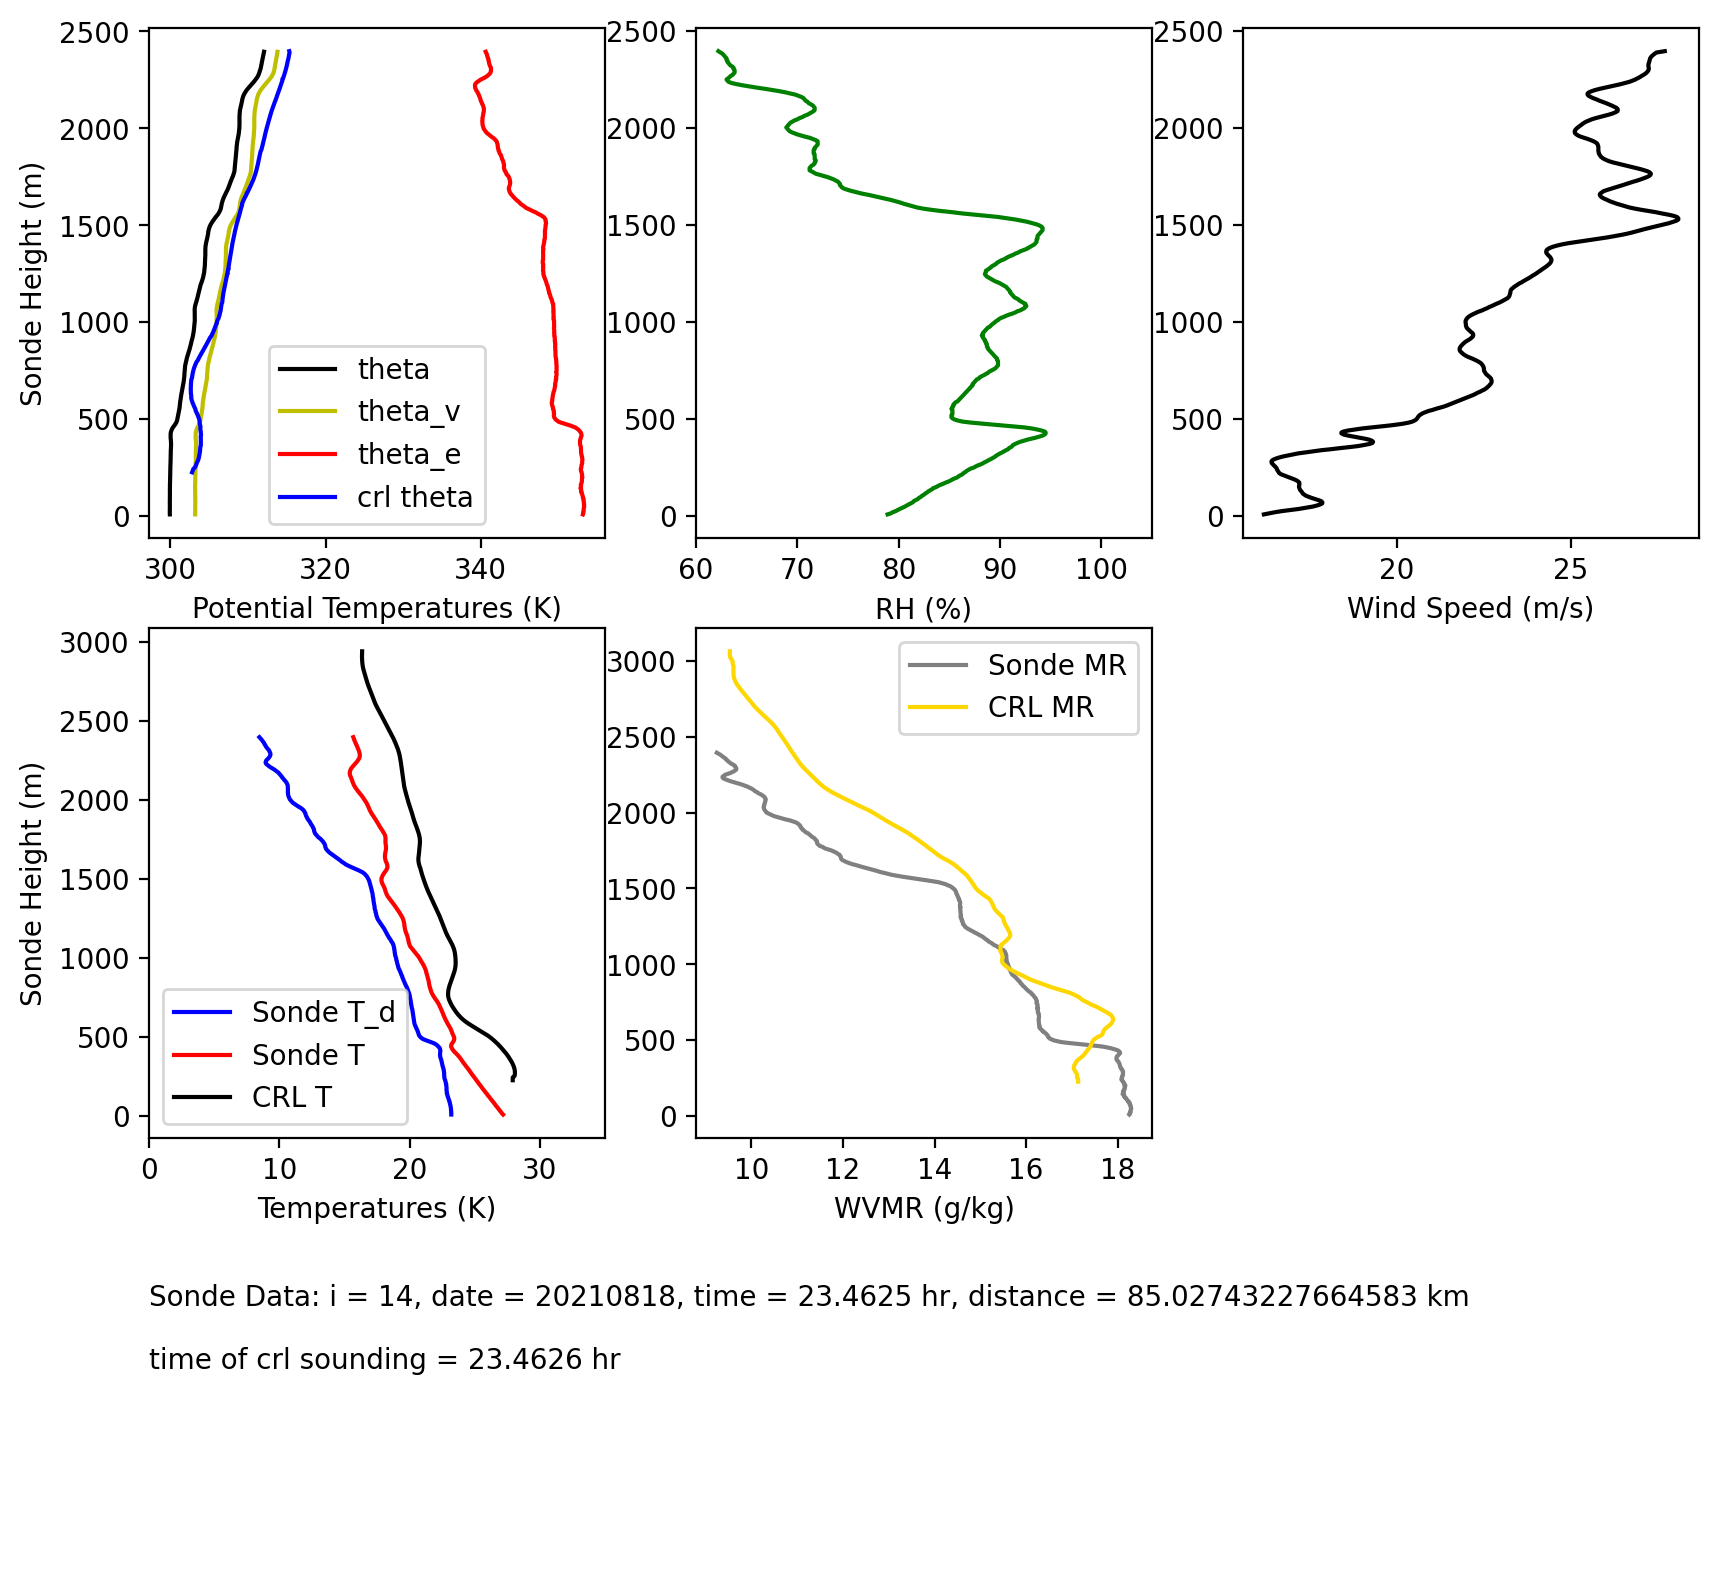 2500
2000
1500
1000
500
0
Sonde Height (m)
theta
theta_v
theta_e
crl theta
300 320 340
Potential Temperatures (K)
2500
2000
1500
1000
500
0
60 70 80 90 100
RH (%)
2500
2000
1500
1000
500
0
20 25
Wind Speed (m/s)
3000
2500
2000
1500
1000
500
0
Sonde Height (m)
Sonde T_d
Sonde T
CRL T
0 10 20 30
Temperatures (K)
3000
2500
2000
1500
1000
500
0
Sonde MR
CRL MR
10 12 14 16 18
WVMR (g/kg)
Sonde Data: i = 14, date = 20210818, time = 23.4625 hr, distance = 85.02743227664583 km
time of crl sounding = 23.4626 hr